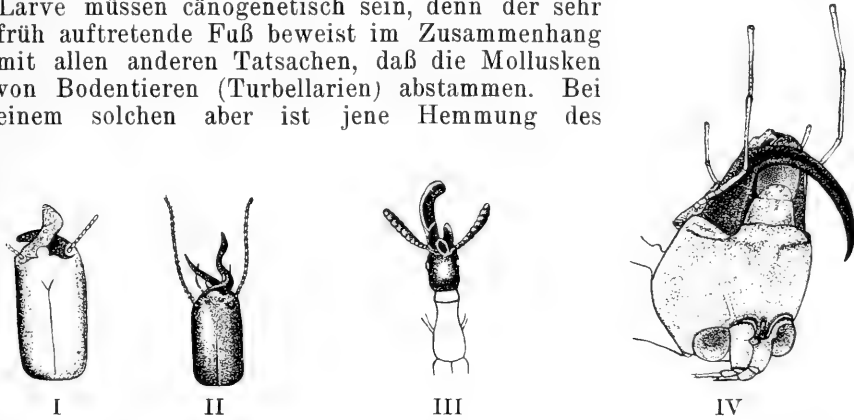 Larve müssen cänogenetisch sein, denn der sehr
früh auftretende Fuß beweist im Zusammenhang
mit allen anderen Tatsachen, daß die Mollusken
von Bodentieren (Turbellarien) abstammen. Bei
einem solchen aber ist jene Hemmung des
I II III IV